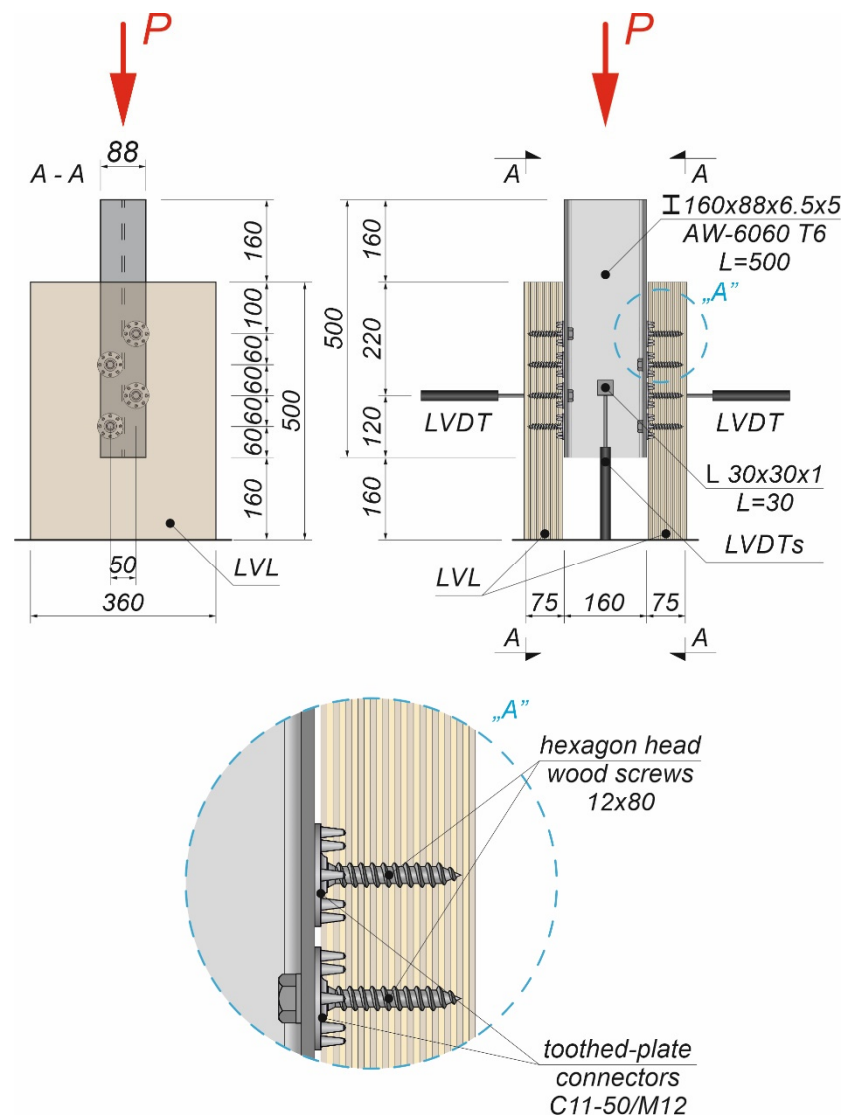 P
P
A - A
88
A
A
160
100
60
60
60
60
160
500
50
360
LVL
500
160
220
120
160
I 160x88x6.5x5
AW-6060 T6
L=500
„A”
LVDT
LVDT
L 30x30x1
L=30
LVDTs
LVL
75
160
75
A
A
„A”
hexagon head
wood screws
12x80
toothed-plate
connectors
C11-50/M12